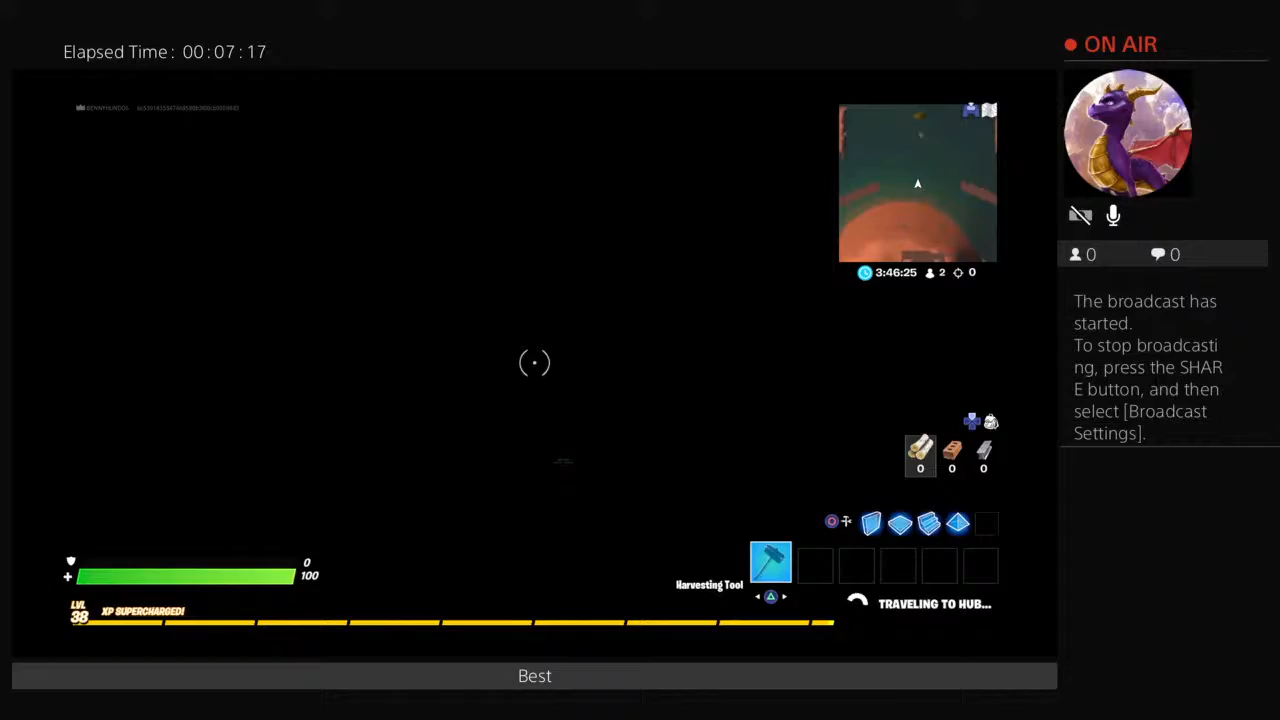 Elapsed Time: 00:07:17
ON AIR
BENNYHUNDOS
0
0
3:46:25 2 0
The broadcast has
started.
To stop broadcasti
ng, press the SHAR
E button, and then
select [Broadcast
Settings].
0 0 0
0
100
Harvesting Tool
LVL
38
XP SUPERCHARGED!
TRAVELING TO HUB...
Best